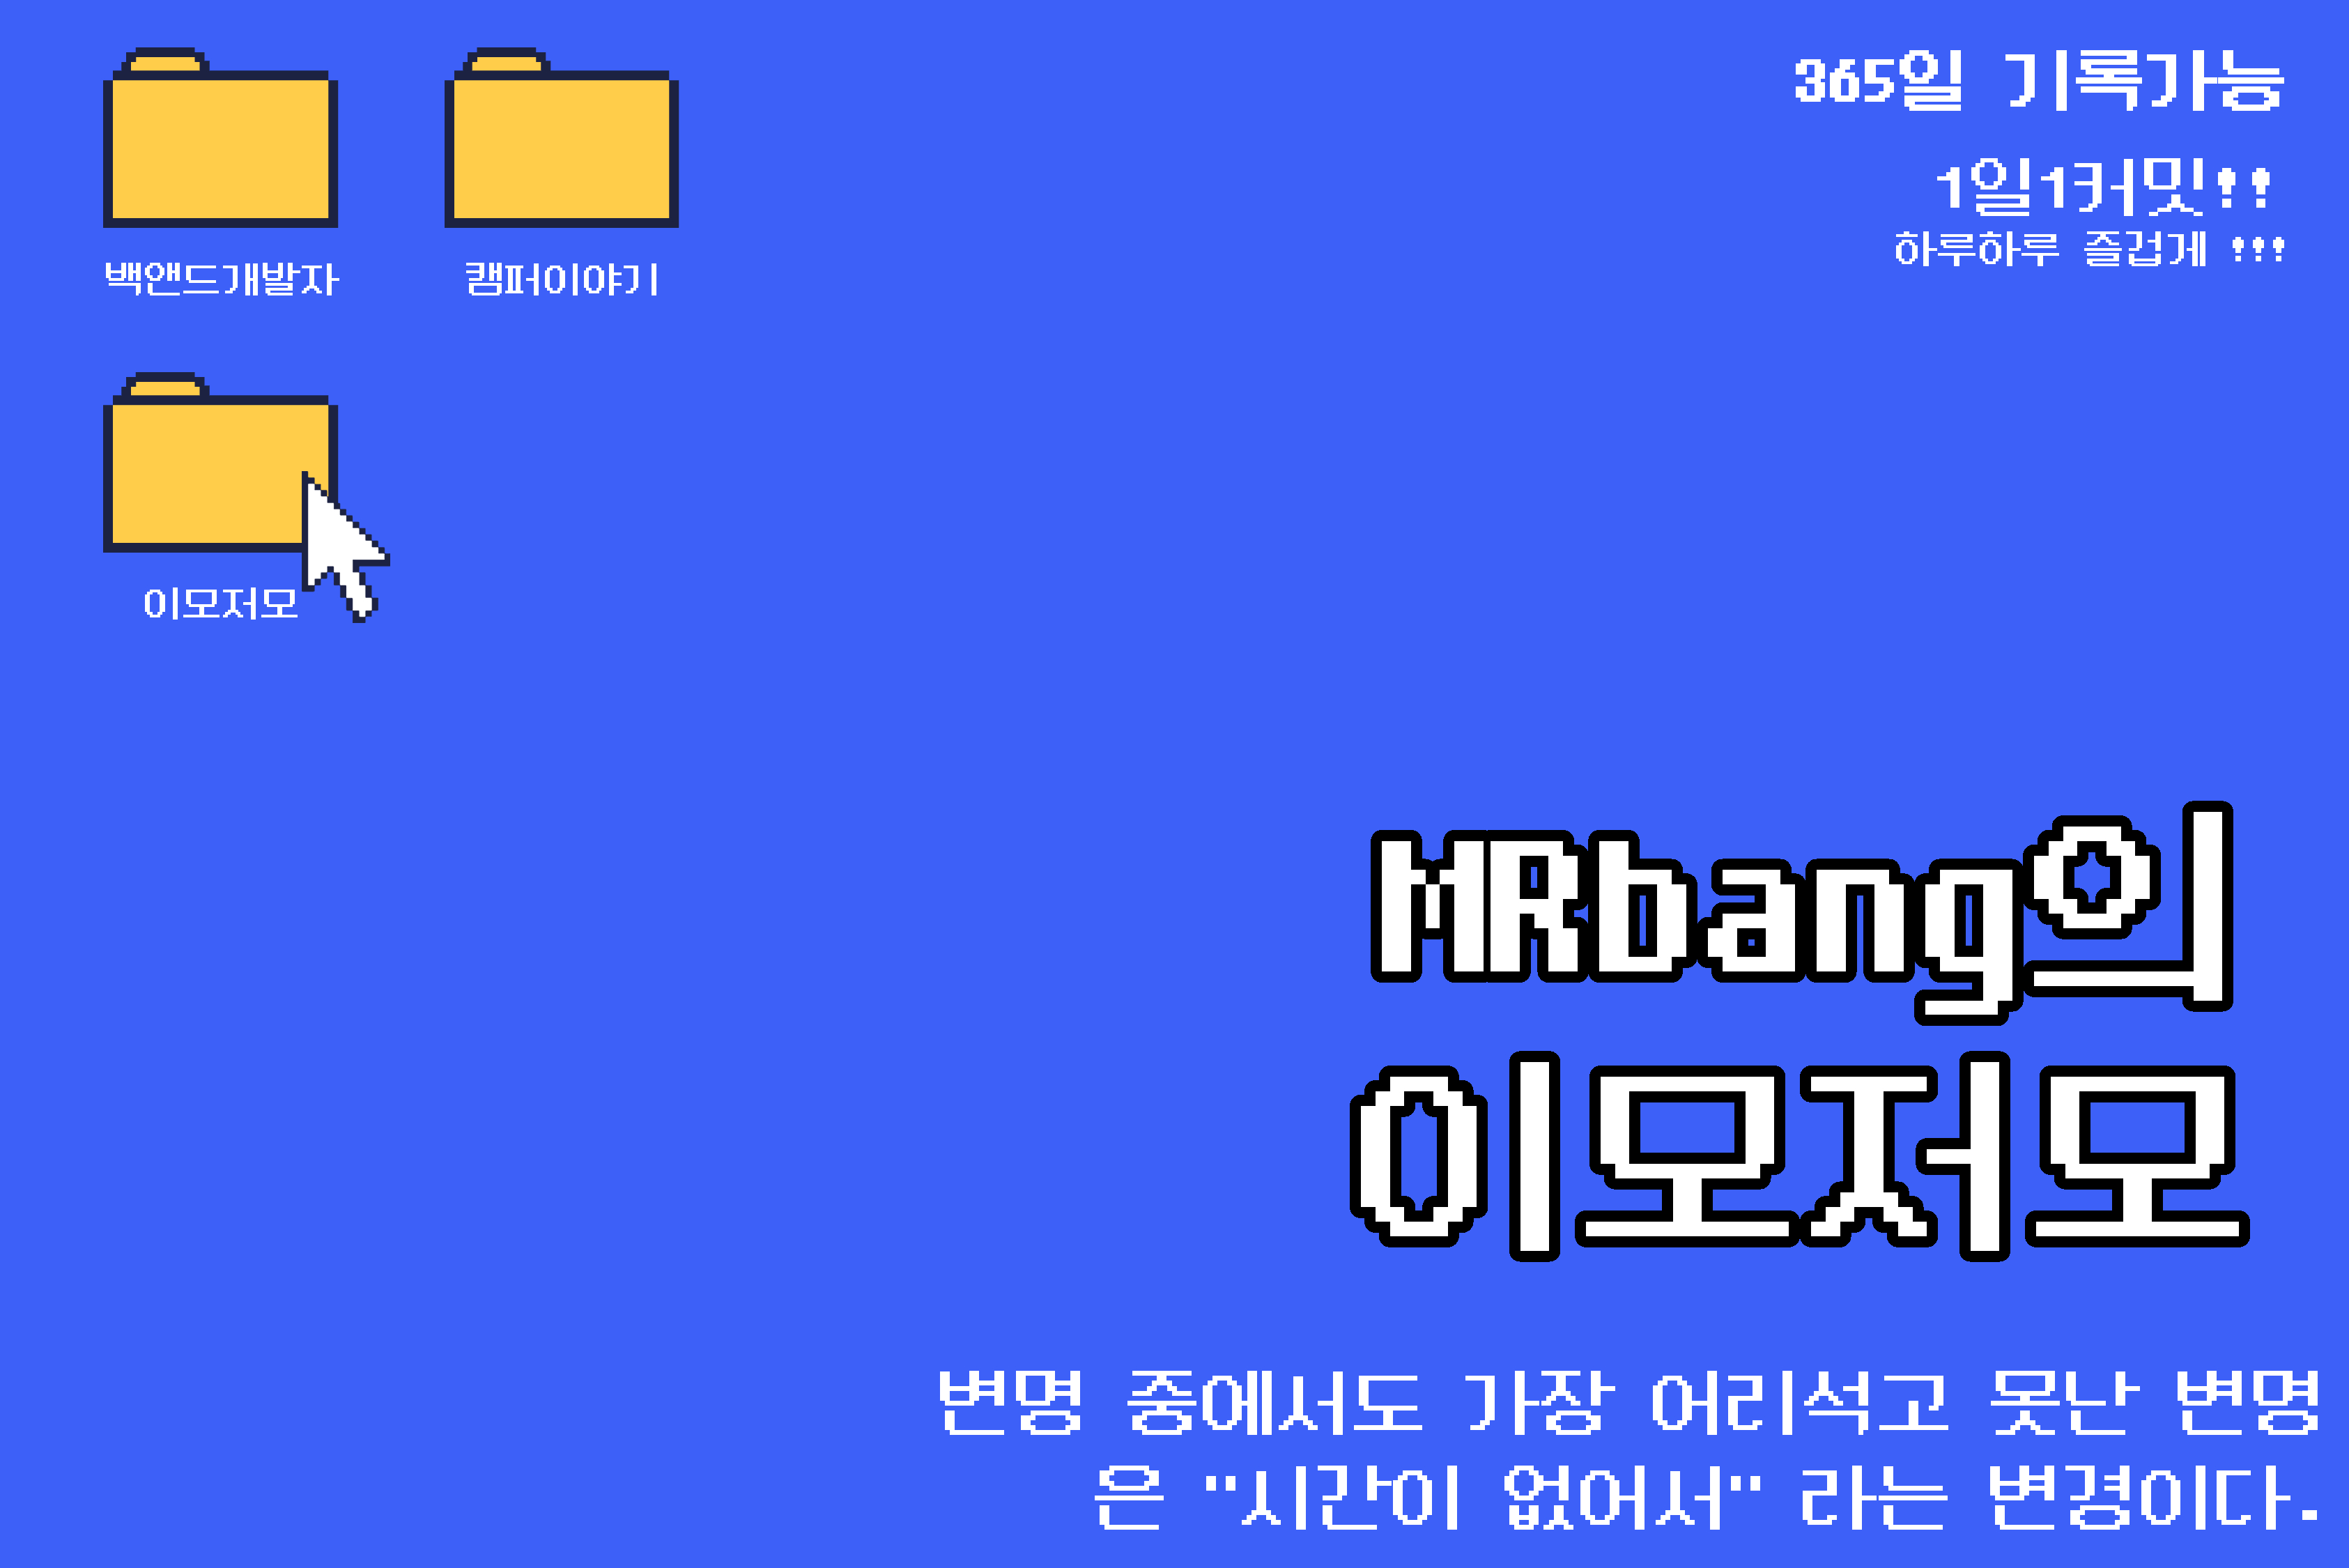 백앤드개발자
캠퍼이야기
이모저모
365일 기록가능
1일1커밋!!
하루하루 즐겁게 !!!
MRbang의
이모저모
변명 중에서도 가장 어리석고 못난 변명
은 "시간이 없어서" 라는 변경이다.